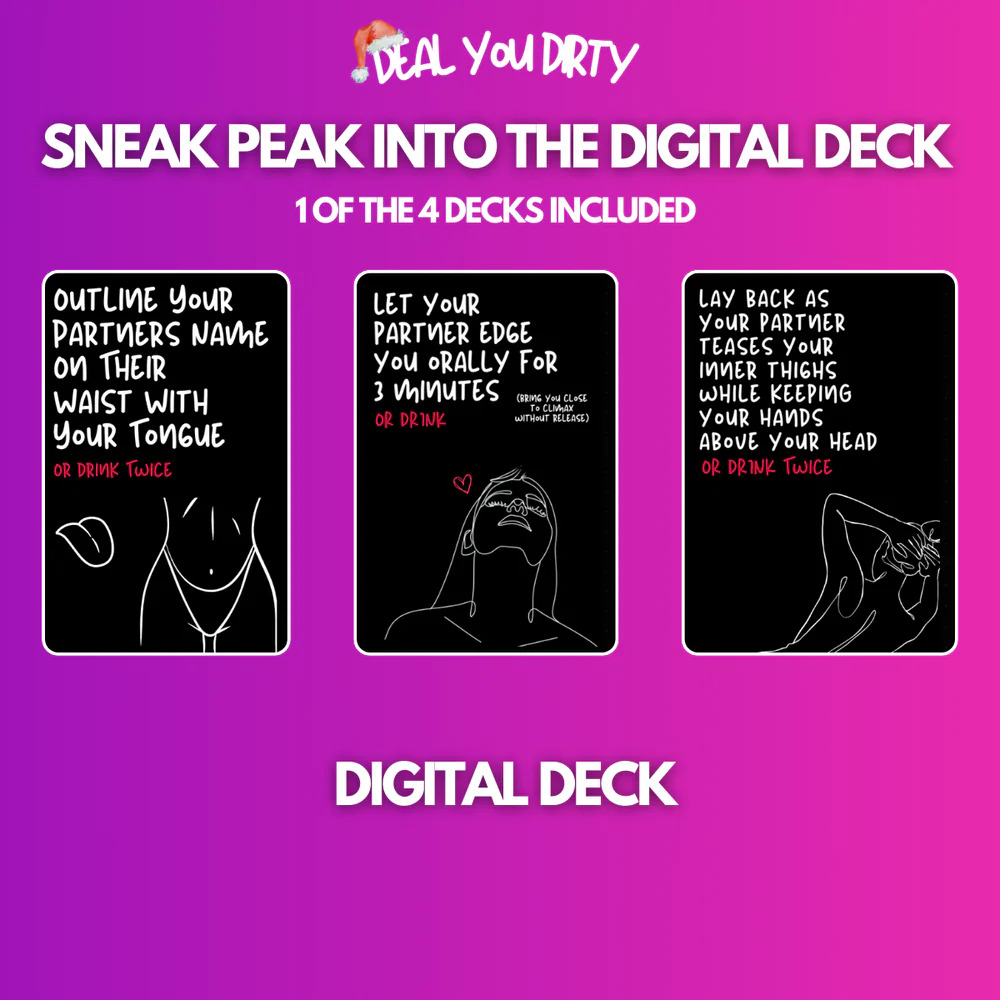 DEAL YOU DIRTY
SNEAK PEAK INTO THE DIGITAL DECK
1 OF THE 4 DECKS INCLUDED
OUTLINE YOUR
PARTNERS NAME
ON THEIR
WAIST WITH
YOUR TONGUE
OR DRINK TWICE
LET YOUR
PARTNER EDGE
YOU ORALLY FOR
3 MINUTES
(BRING YOU CLOSE
TO CLIMAX
WITHOUT RELEASE)
OR DRINK
LAY BACK AS
YOUR PARTNER
TEASES YOUR
INNER THIGHS
WHILE KEEPING
YOUR HANDS
ABOVE YOUR HEAD
OR DRINK TWICE
DIGITAL DECK